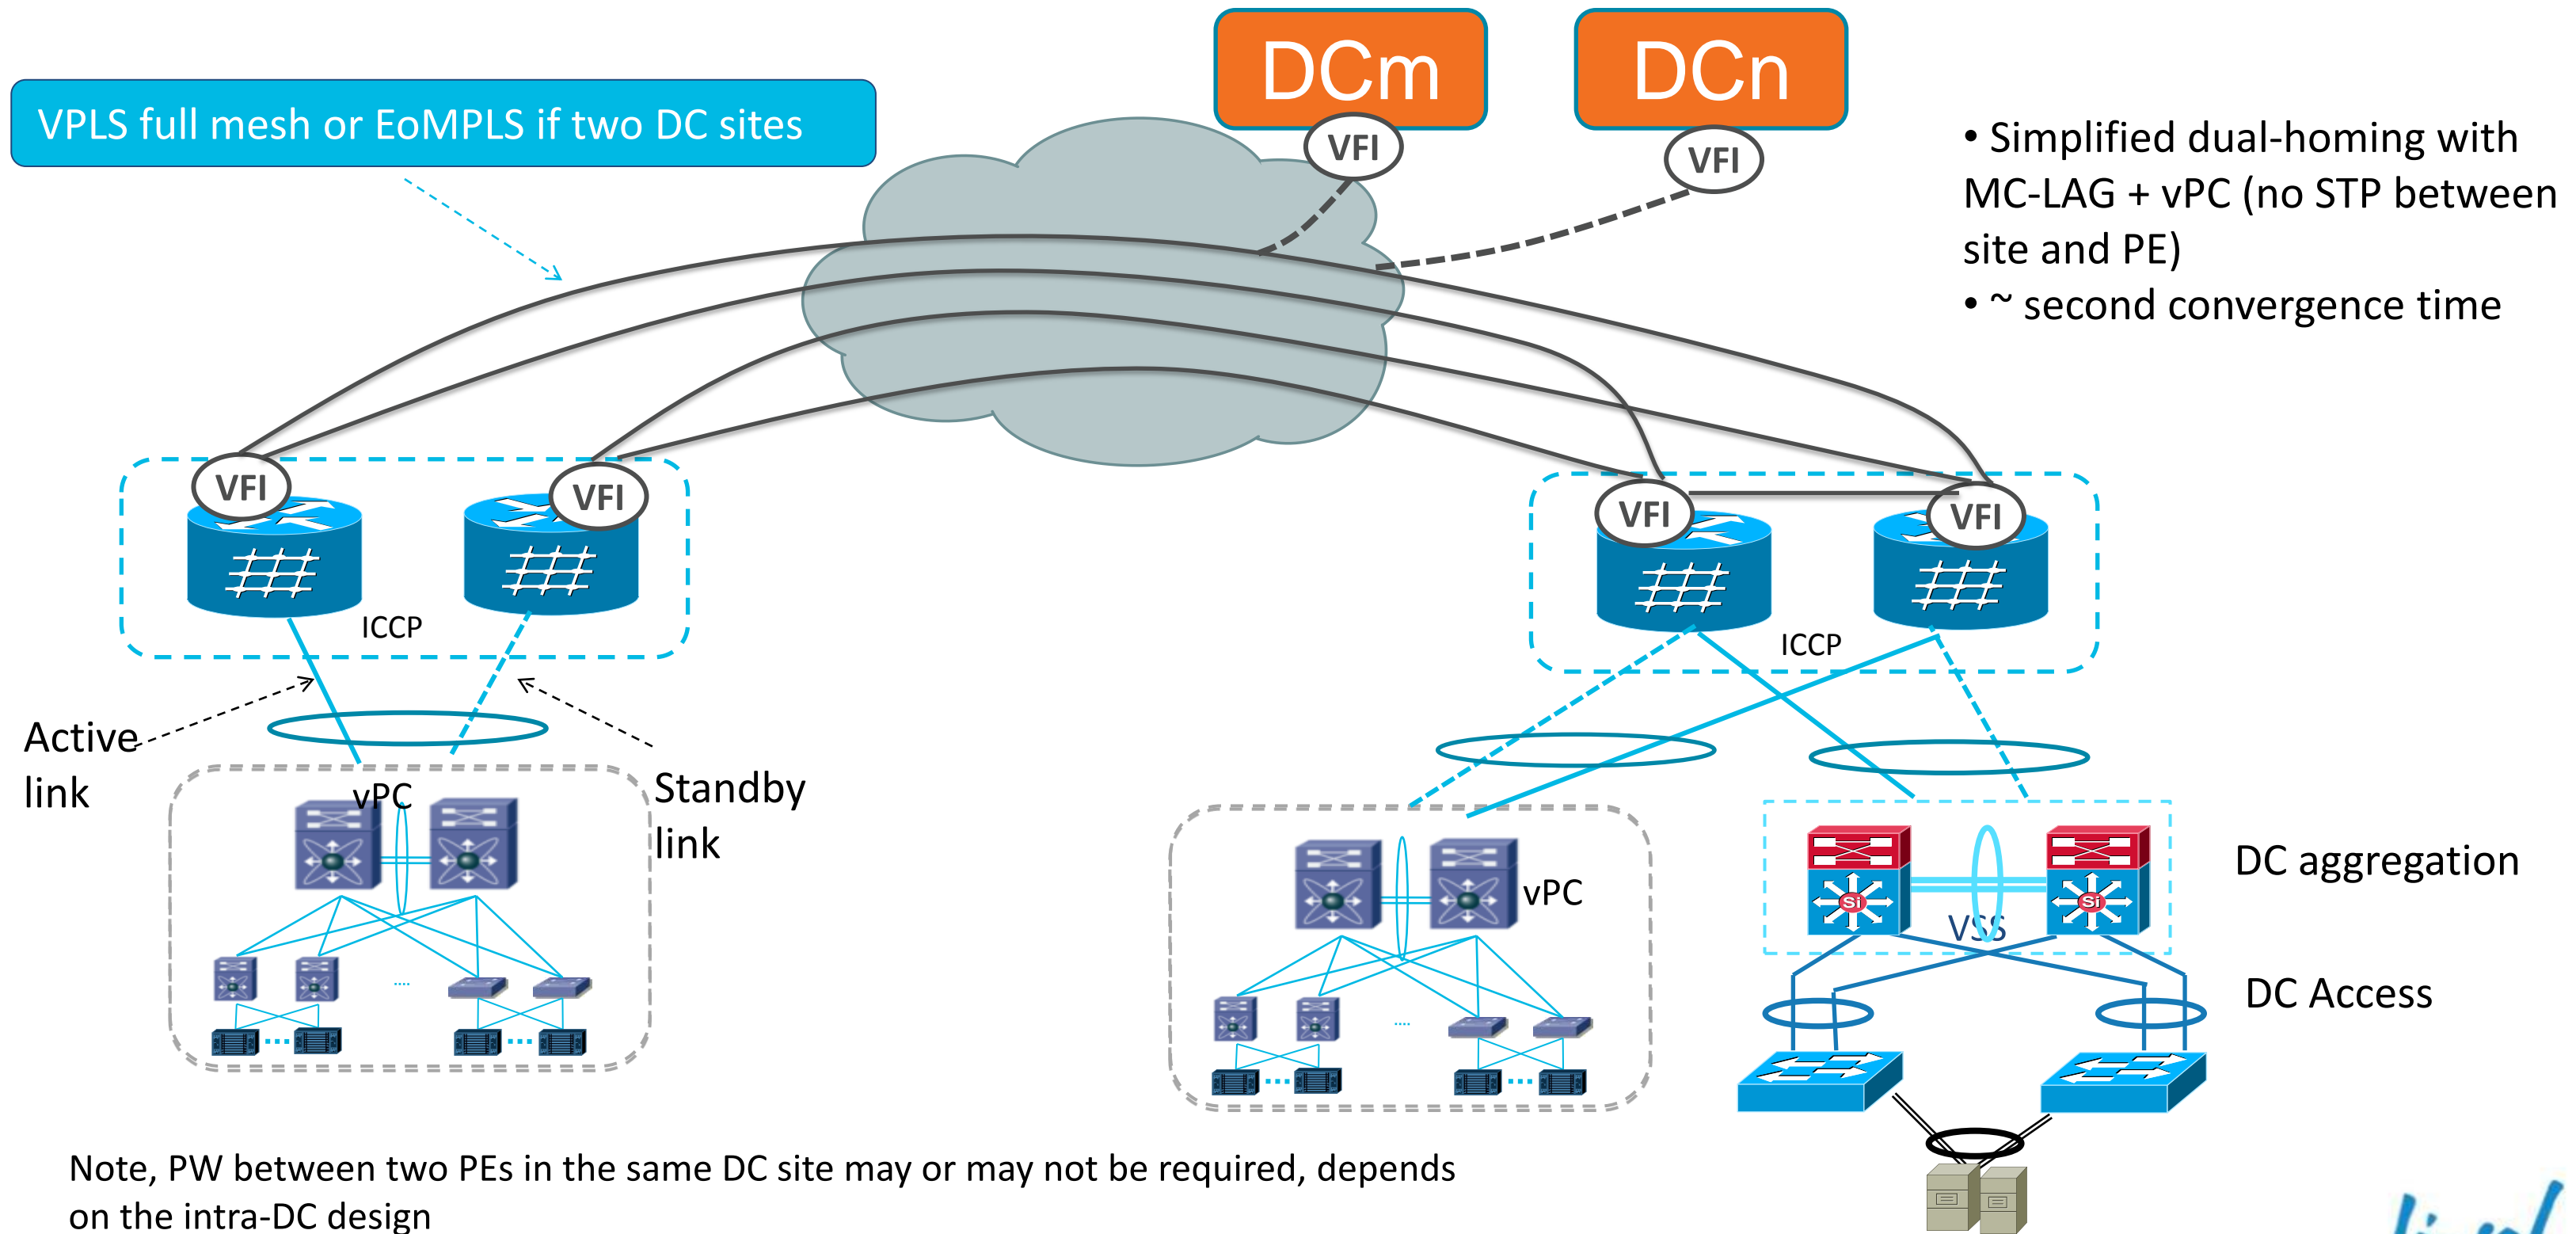 DCm
DCn
VPLS full mesh or EoMPLS if two DC sites
VFI
VFI
• Simplified dual-homing with
MC-LAG + vPC (no STP between
site and PE)
• ~ second convergence time
VFI
VFI
VFI
VFI
ICCP
ICCP
Active
link
Standby
link
vPC
vPC
Si
Si
VSS
DC aggregation
DC Access
....
....
Note, PW between two PEs in the same DC site may or may not be required, depends
on the intra-DC design